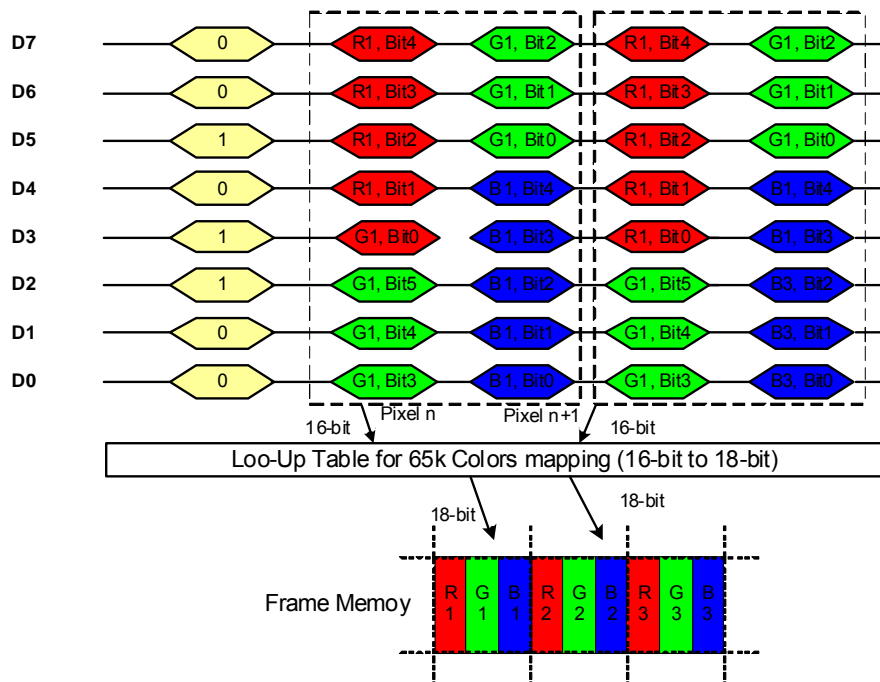 D7 0 R1, Bit4 G1, Bit2 R1, Bit4 G1, Bit2
D6 0 R1, Bit3 G1, Bit1 R1, Bit3 G1, Bit1
D5 1 R1, Bit2 G1, Bit0 R1, Bit2 G1, Bit0
D4 0 R1, Bit1 B1, Bit4 R1, Bit1 B1, Bit4
D3 1 G1, Bit0 B1, Bit3 R1, Bit0 B1, Bit3
D2 1 G1, Bit5 B1, Bit2 G1, Bit5 B3, Bit2
D1 0 G1, Bit4 B1, Bit1 G1, Bit4 B3, Bit1
D0 0 G1, Bit3 B1, Bit0 G1, Bit3 B3, Bit0
Pixel n Pixel n+1
16-bit 16-bit
Loo-Up Table for 65k Colors mapping (16-bit to 18-bit)
18-bit 18-bit
Frame Memoy
R G B R G B R G B
1 1 1 2 2 2 3 3 3